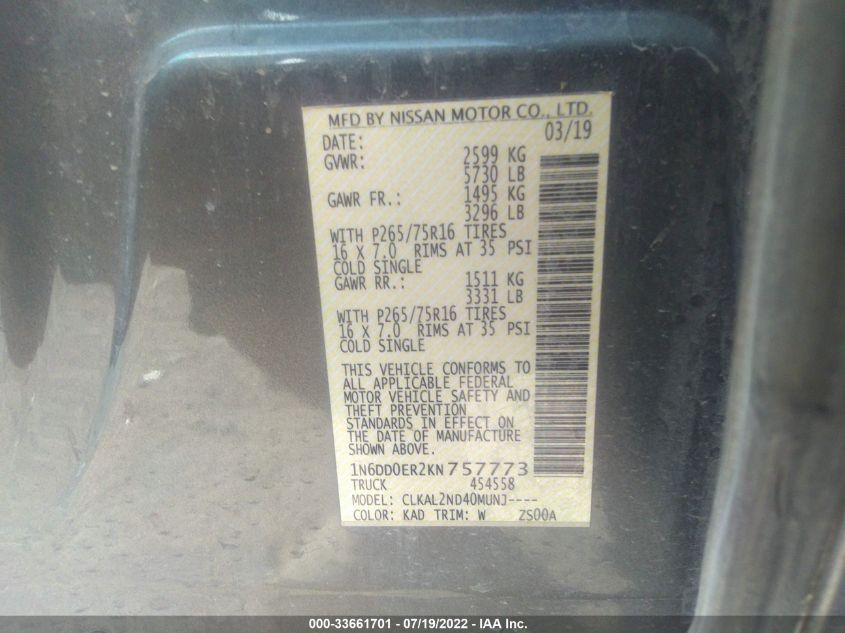 MFD BY NISSAN MOTOR CO., LTD.
DATE: 03/19
GVWR: 2599 KG
5730 LB
GAWR FR.: 1495 KG
3296 LB
WITH P265/75R16 TIRES
16 X 7.0 RIMS AT 35 PSI
COLD SINGLE
GAWR RR.: 1511 KG
3331 LB
WITH P265/75R16 TIRES
16 X 7.0 RIMS AT 35 PSI
COLD SINGLE
THIS VEHICLE CONFORMS TO
ALL APPLICABLE FEDERAL
MOTOR VEHICLE SAFETY AND
THEFT PREVENTION
STANDARDS IN EFFECT ON
THE DATE OF MANUFACTURE
SHOWN ABOVE.
1N6DD0ER2KN757773
TRUCK 454558
MODEL: CLKAL2ND40MUNJ----
COLOR: KAD TRIM: W ZS00A
000-33661701 - 07/19/2022 - IAA Inc.